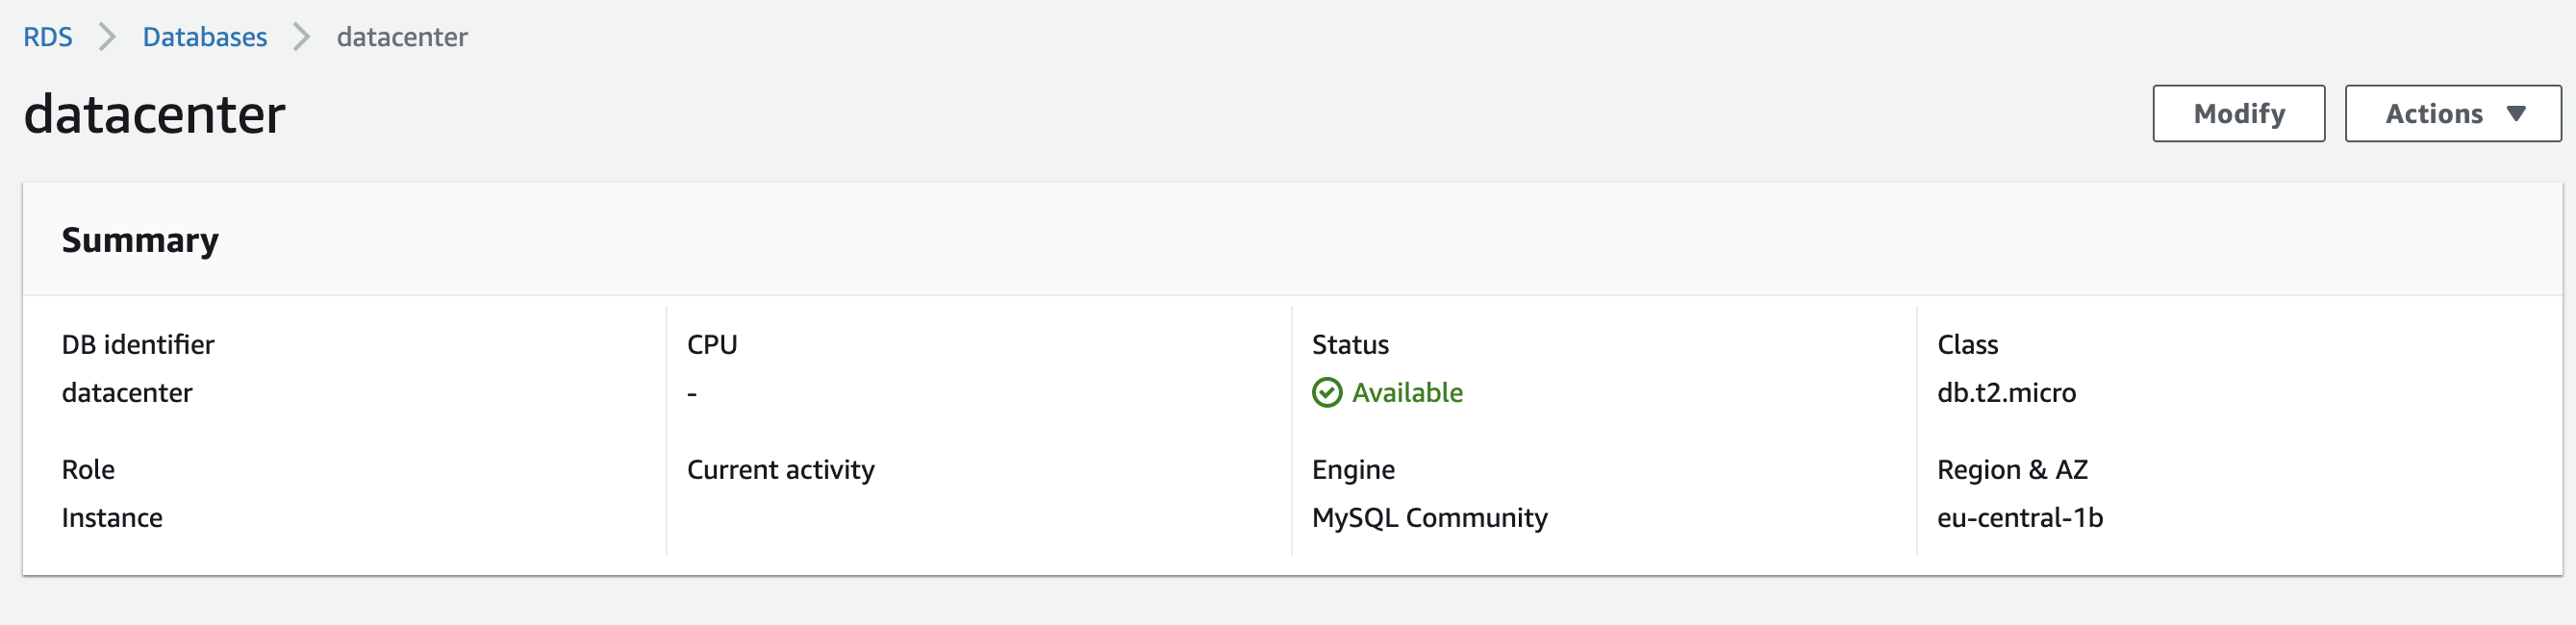 RDS > Databases > datacenter
datacenter
Modify
Actions
Summary
DB identifier
datacenter
Role
Instance
CPU
-
Current activity
Status
Available
Engine
MySQL Community
Class
db.t2.micro
Region & AZ
eu-central-1b